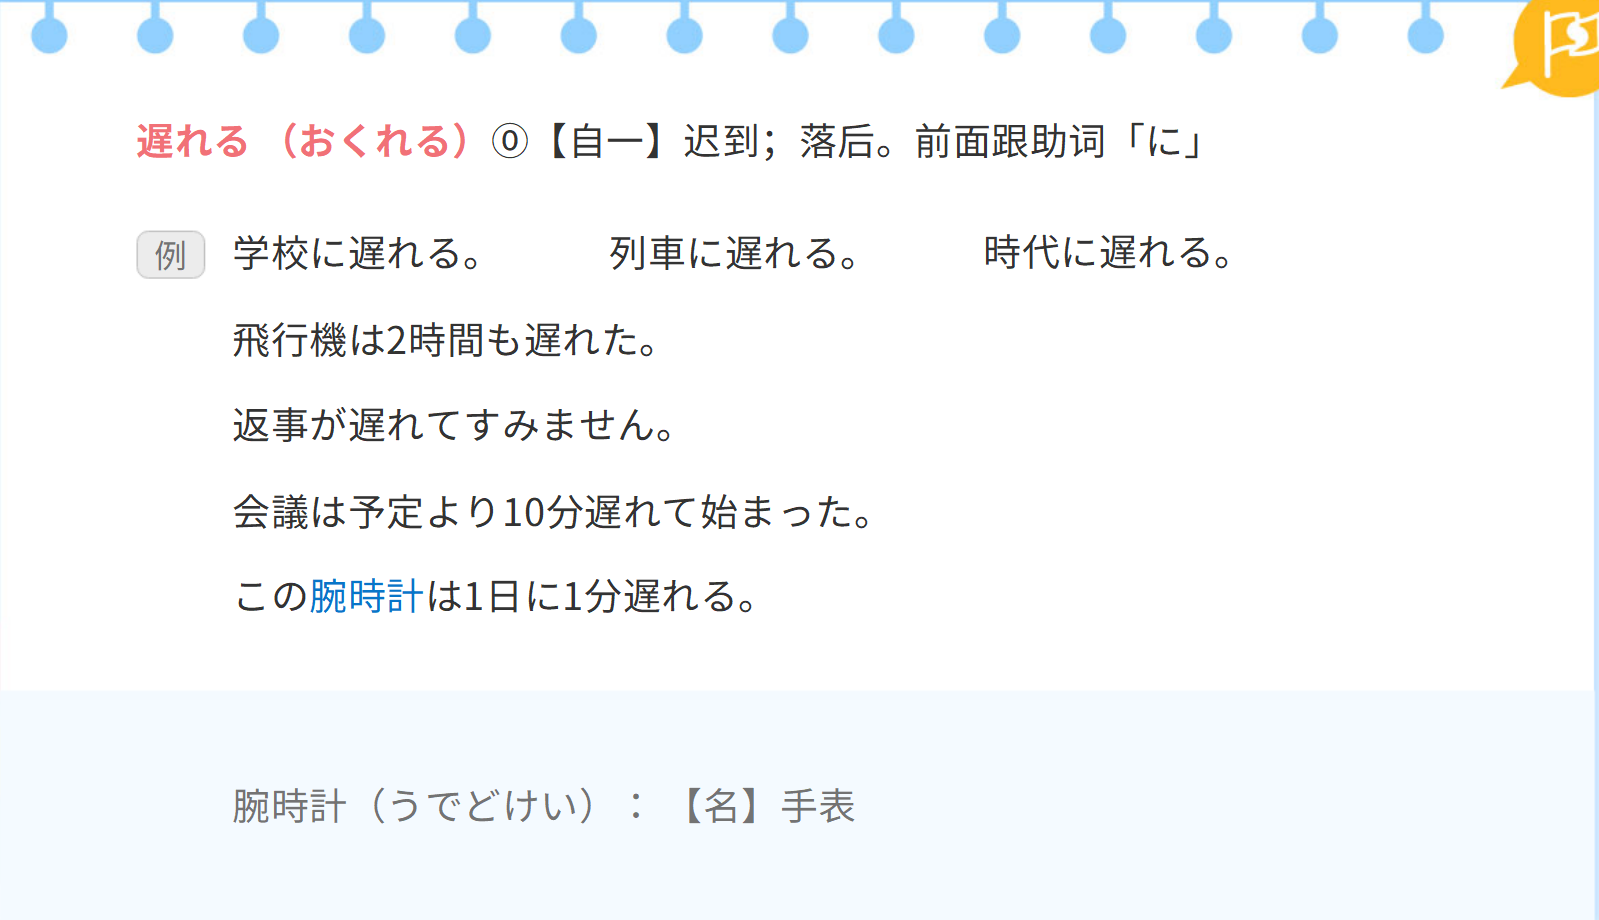 遅れる（おくれる）⓪【自一】迟到；落后。前面跟助词「に」
例 学校に遅れる。 列車に遅れる。 時代に遅れる。
飛行機は2時間も遅れた。
返事が遅れてすみません。
会議は予定より10分遅れて始まった。
この腕時計は1日に1分遅れる。
腕時計（うでどけい）：【名】手表